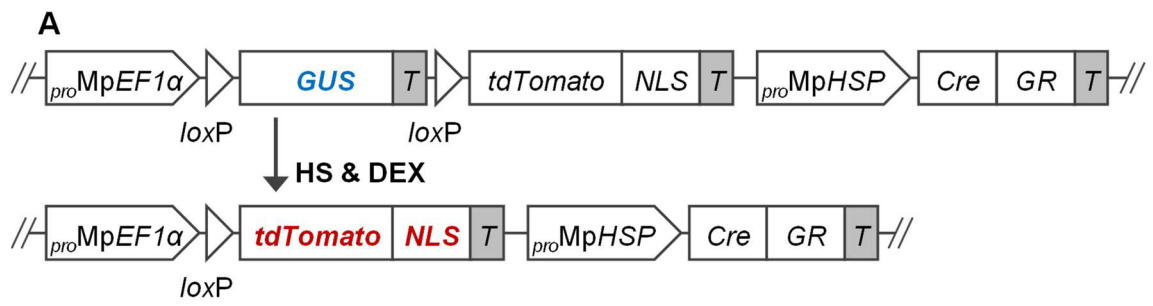 A
proMpEF1α GUS T tdTomato NLS T proMpHSP Cre GR T
loxP loxP
HS & DEX
proMpEF1α tdTomato NLS T proMpHSP Cre GR T
loxP